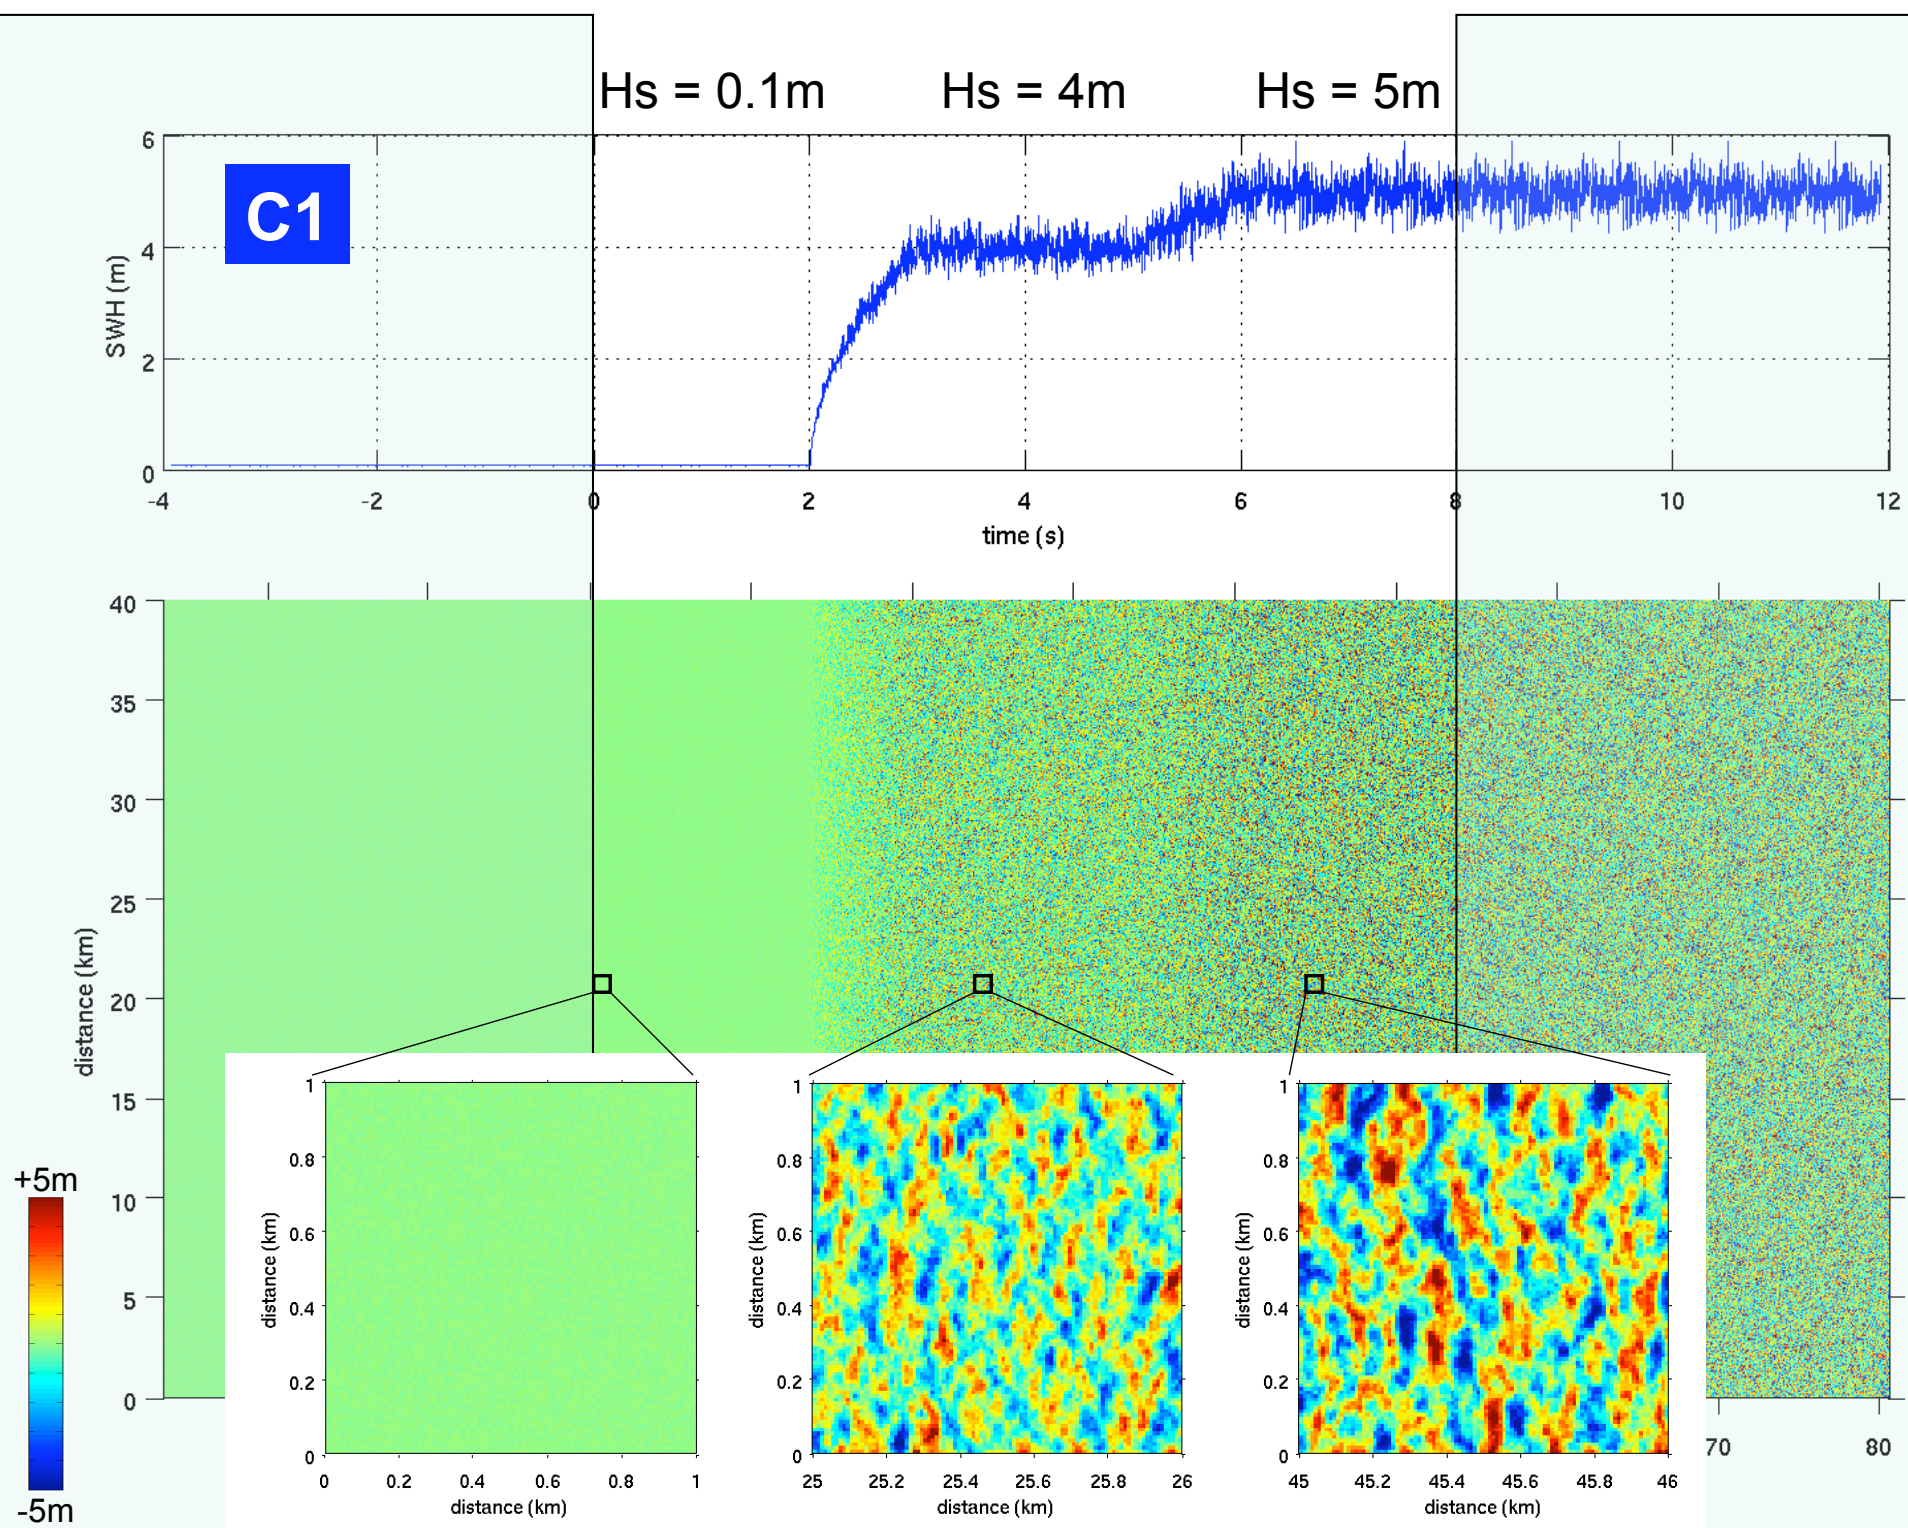 Hs = 0.1m Hs = 4m Hs = 5m
C1
SWH (m)
6
4
2
0
-4 -2 0 2 4 6 8 10 12
time (s)
distance (km)
40
35
30
25
20
15
10
5
0
70 80
+5m
-5m
distance (km)
1
0.8
0.6
0.4
0.2
0
0 0.2 0.4 0.6 0.8 1
distance (km)
distance (km)
1
0.8
0.6
0.4
0.2
0
25 25.2 25.4 25.6 25.8 26
distance (km)
distance (km)
1
0.8
0.6
0.4
0.2
0
45 45.2 45.4 45.6 45.8 46
distance (km)